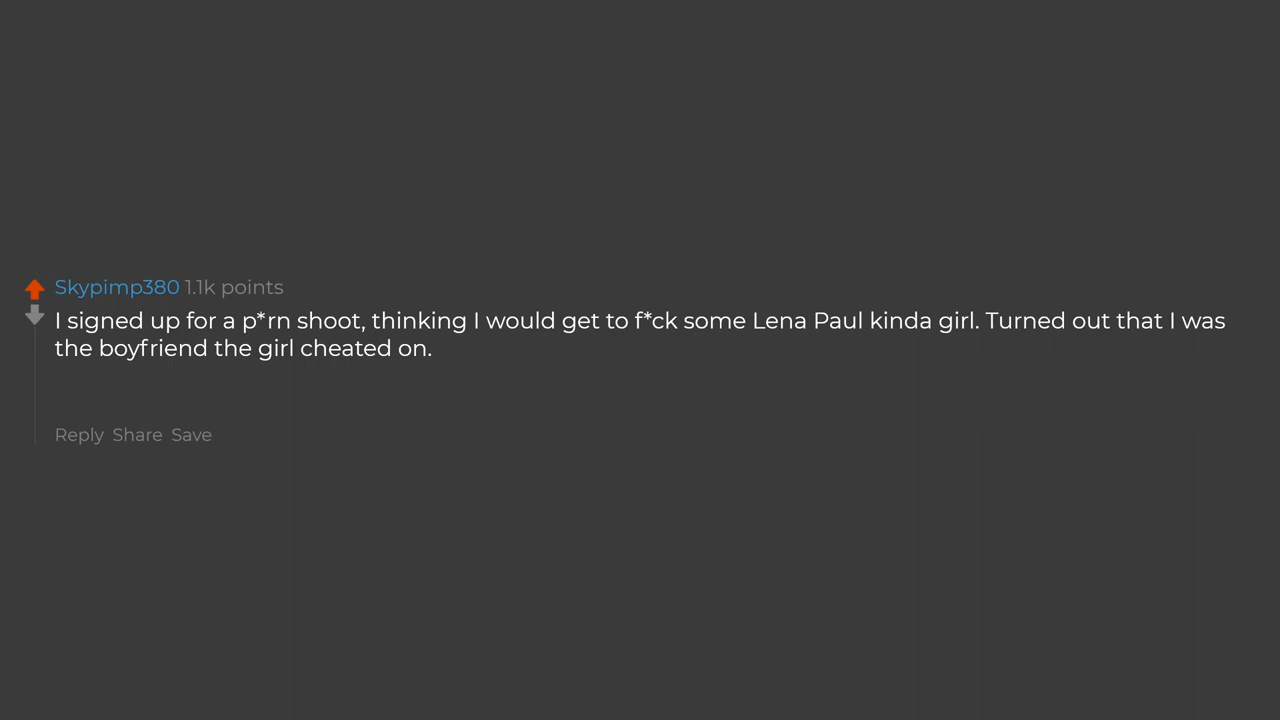 Skypimp380 1.1k points
I signed up for a p*rn shoot, thinking I would get to f*ck some Lena Paul kinda girl. Turned out that I was
the boyfriend the girl cheated on.
Reply Share Save